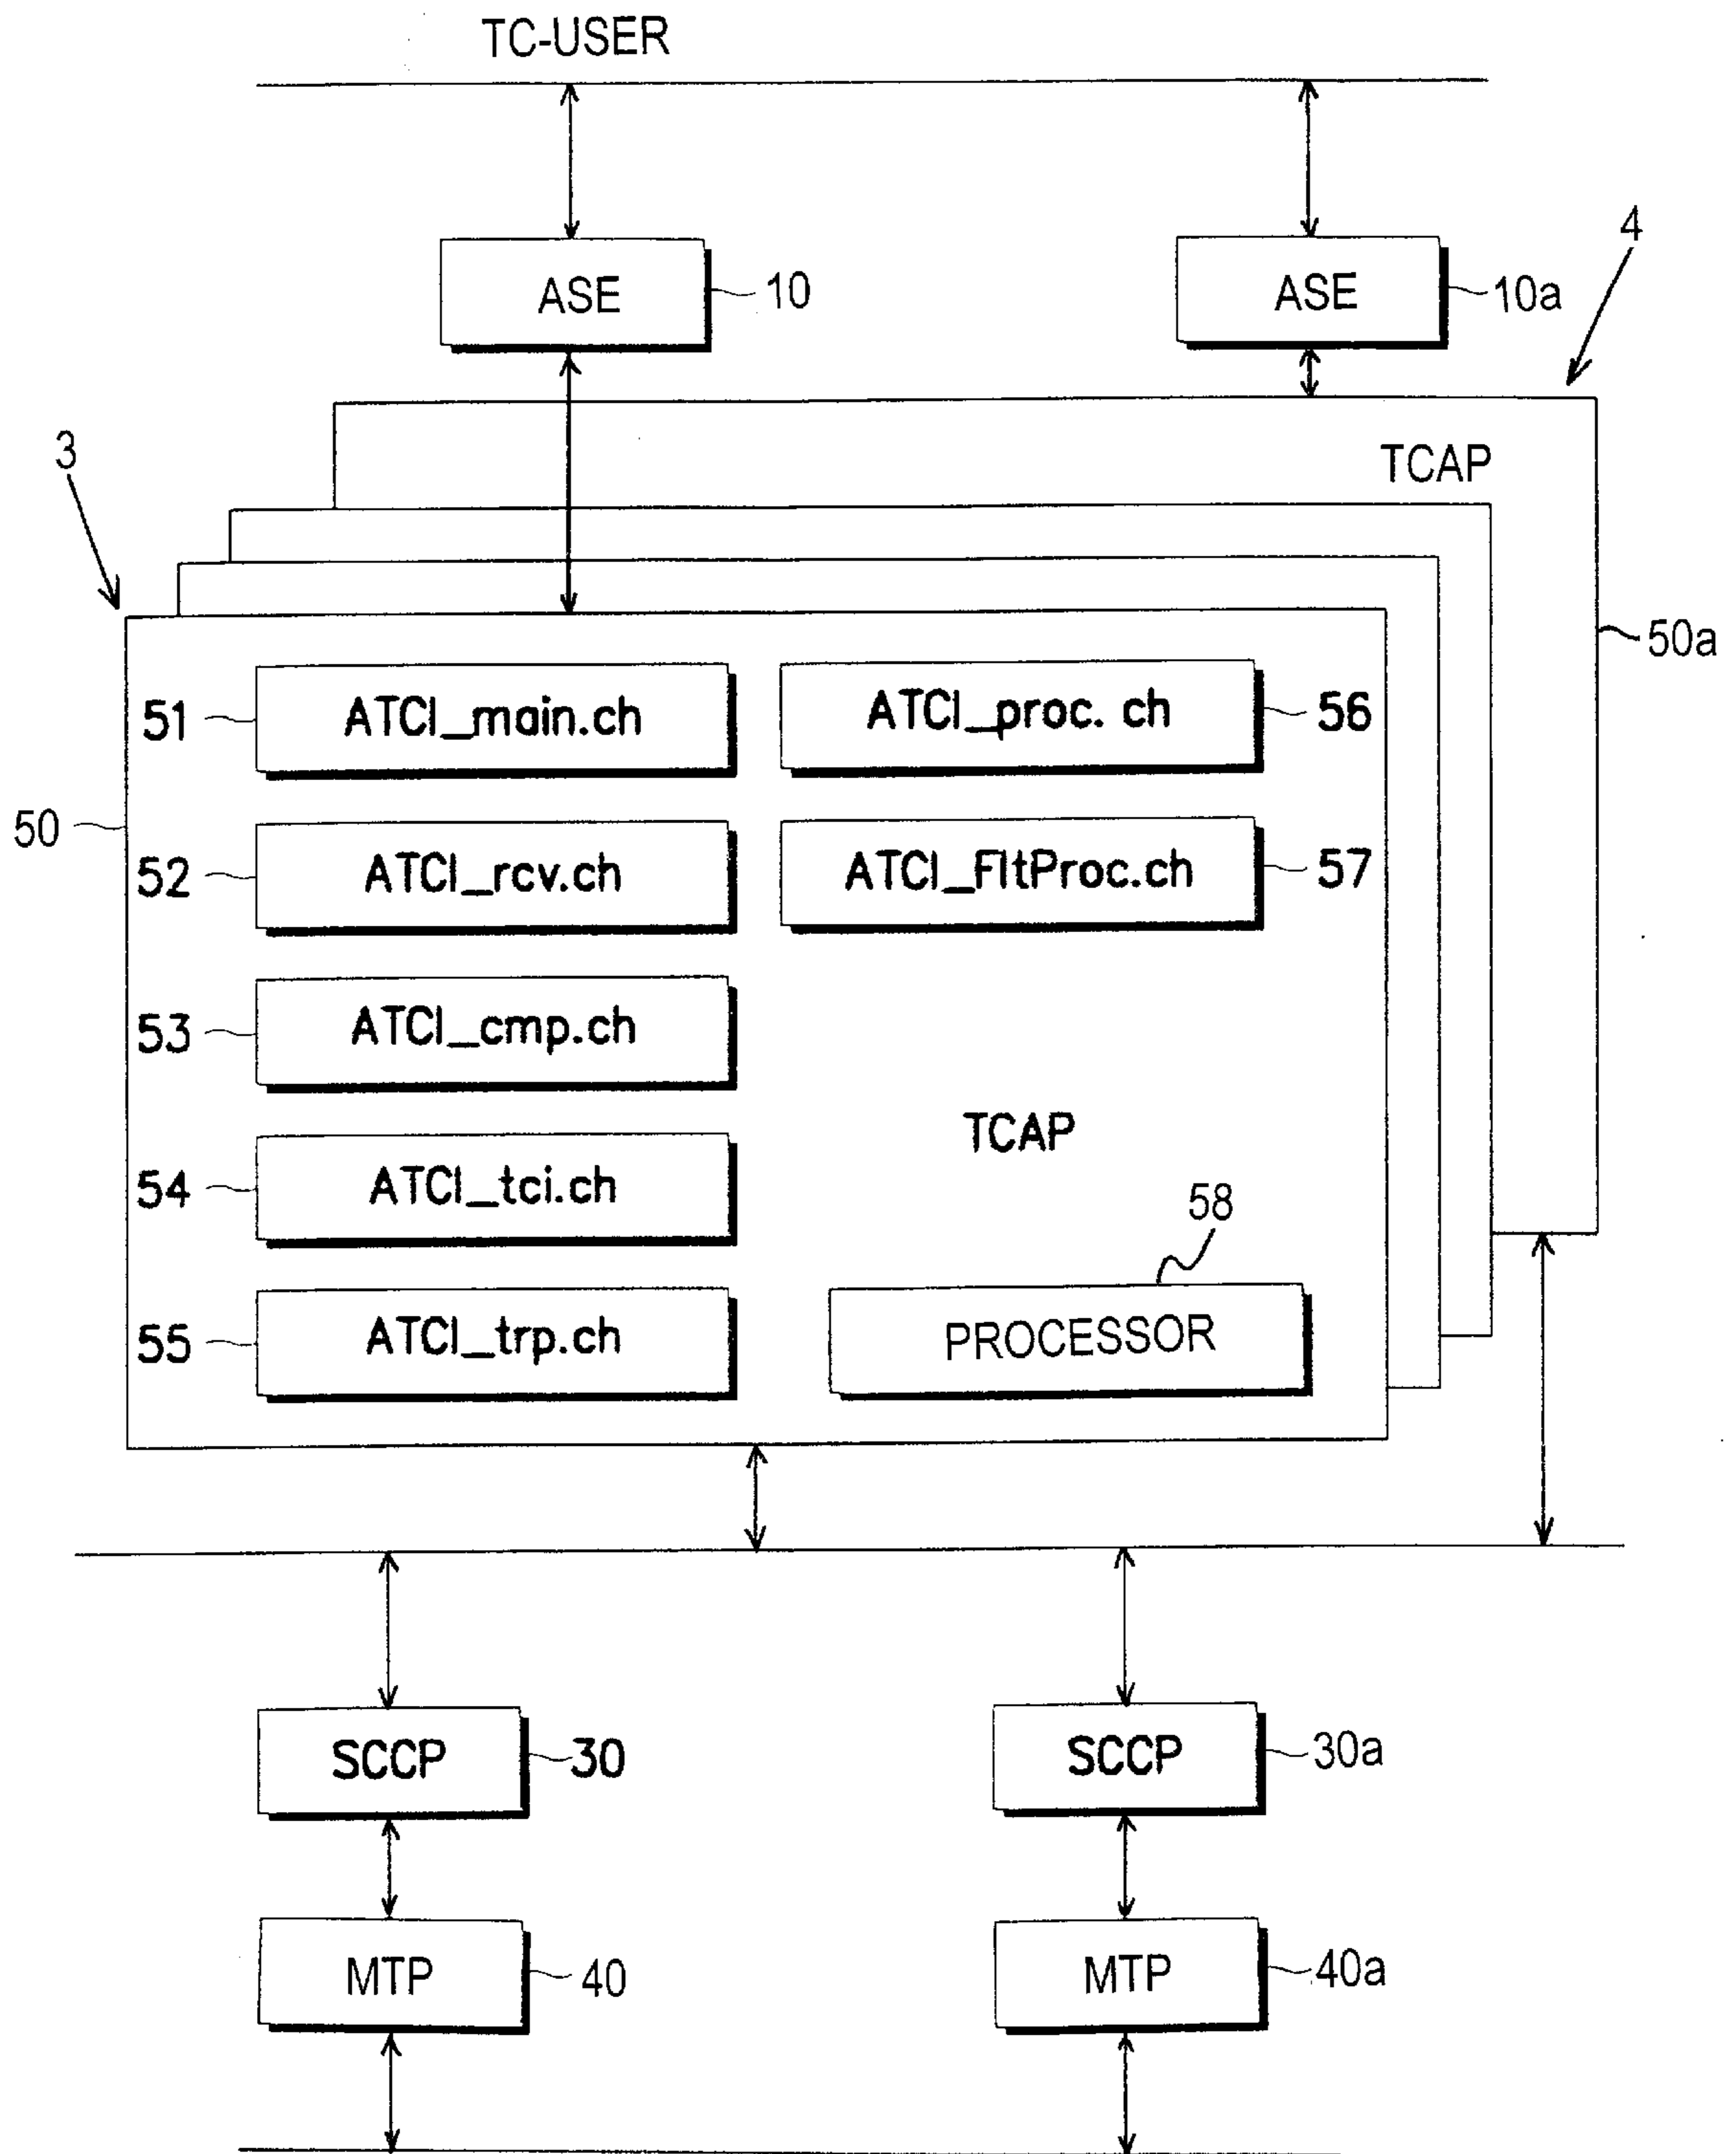 TC-USER
ASE 10
ASE 10a
4
TCAP
3
50a
51 ATCI_main.ch
ATCI_proc. ch 56
50
52 ATCI_rcv.ch
ATCI_FltProc.ch 57
53 ATCI_cmp.ch
TCAP
54 ATCI_tci.ch
58
55 ATCI_trp.ch
PROCESSOR
SCCP 30
SCCP 30a
MTP 40
MTP 40a